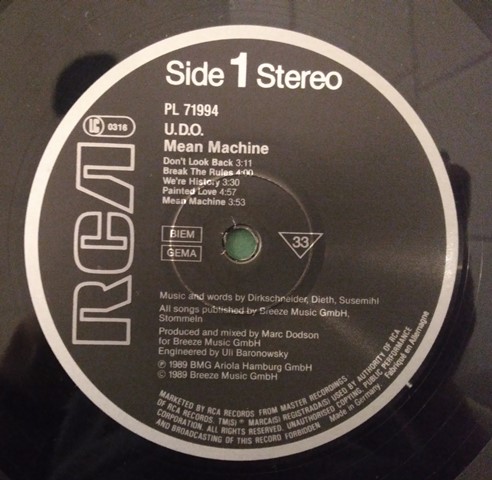 Side 1 Stereo
PL 71994
LC 0316
U.D.O.
Mean Machine
Don't Look Back 3:11
Break The Rules 4:00
We're History 3:30
Painted Love 4:57
Mean Machine 3:53
RCA
BIEM
GEMA
33
Music and words by Dirkschneider, Dieth, Susemihl
All songs published by Breeze Music GmbH,
Stommeln
Produced and mixed by Marc Dodson
for Breeze Music GmbH
Engineered by Uli Baronowsky
Ⓟ 1989 BMG Ariola Hamburg GmbH
© 1989 Breeze Music GmbH
MARKETED BY RCA RECORDS FROM MASTER RECORDINGS
OF RCA RECORDS. TM(S) ® MARCA(S) REGISTRADA(S) USED BY AUTHORITY OF RCA
CORPORATION. ALL RIGHTS RESERVED. UNAUTHORISED COPYING, PUBLIC PERFORMANCE
AND BROADCASTING OF THIS RECORD FORBIDDEN
Made in Germany. Fabriqué en Allemagne